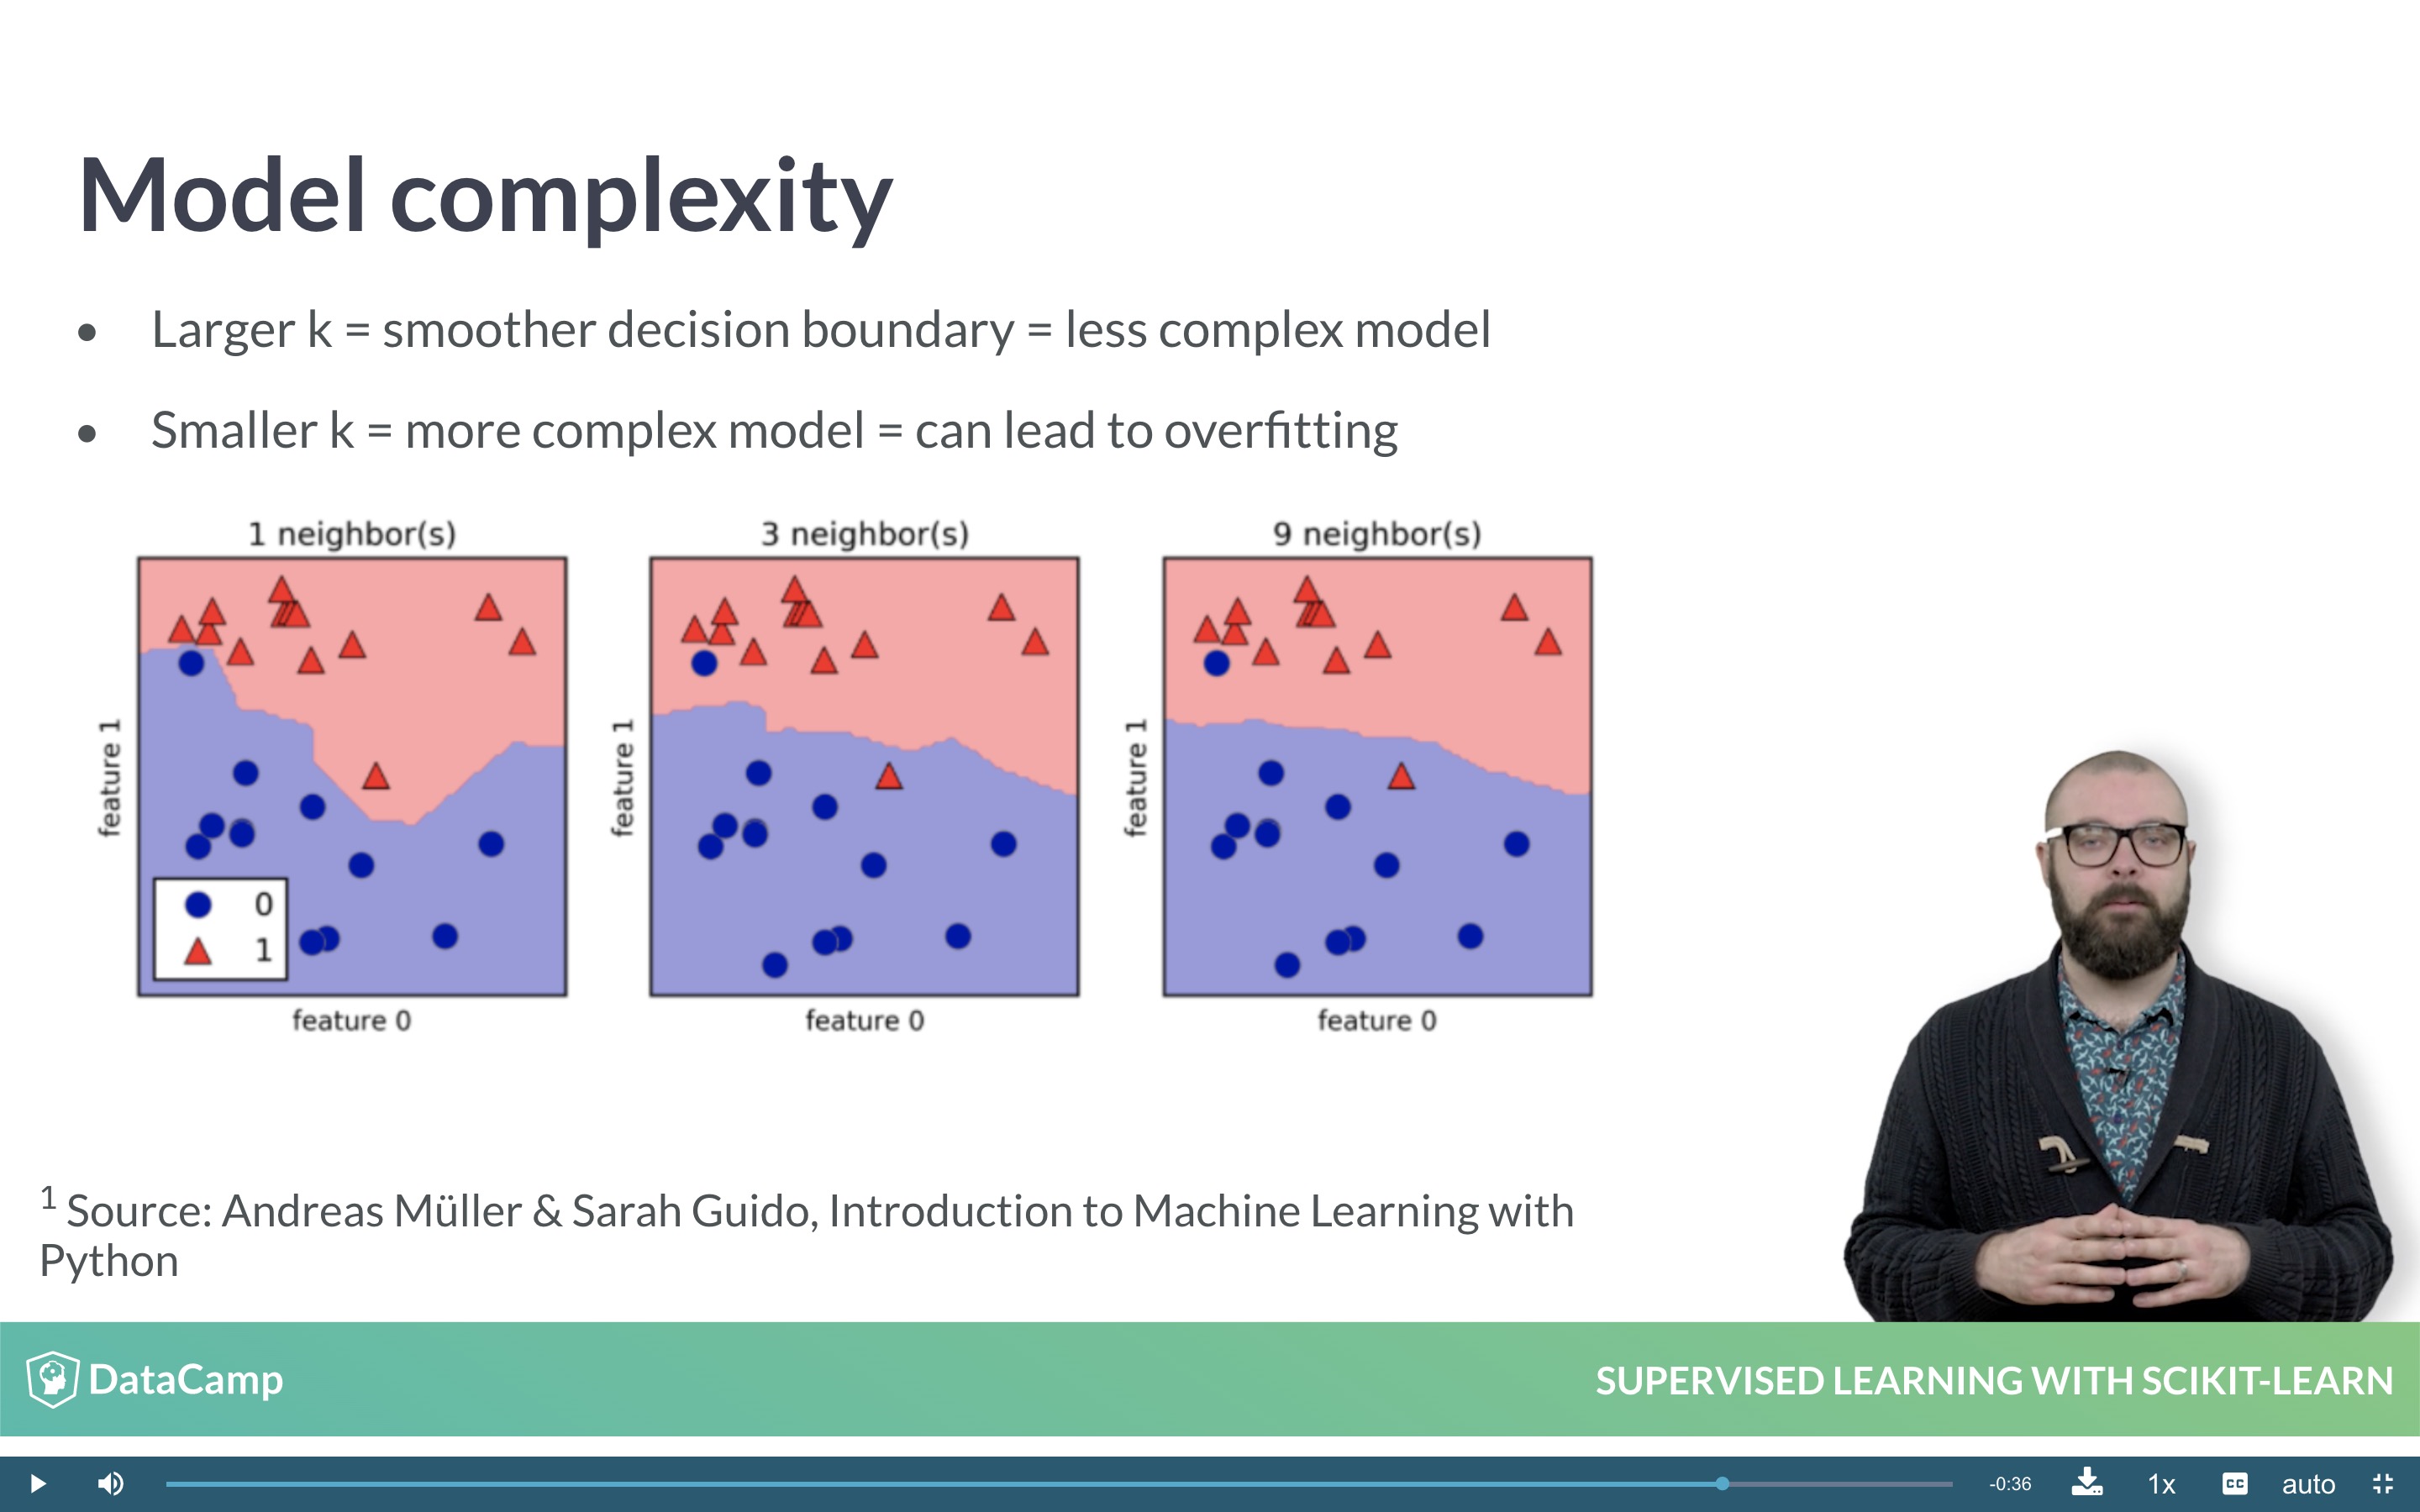 Model complexity
• Larger k = smoother decision boundary = less complex model
• Smaller k = more complex model = can lead to overfitting
1 neighbor(s)
3 neighbor(s)
9 neighbor(s)
feature 1
feature 1
feature 1
0
1
feature 0
feature 0
feature 0
1 Source: Andreas Müller & Sarah Guido, Introduction to Machine Learning with
Python
DataCamp
SUPERVISED LEARNING WITH SCIKIT-LEARN
-0:36
1x
CC
auto